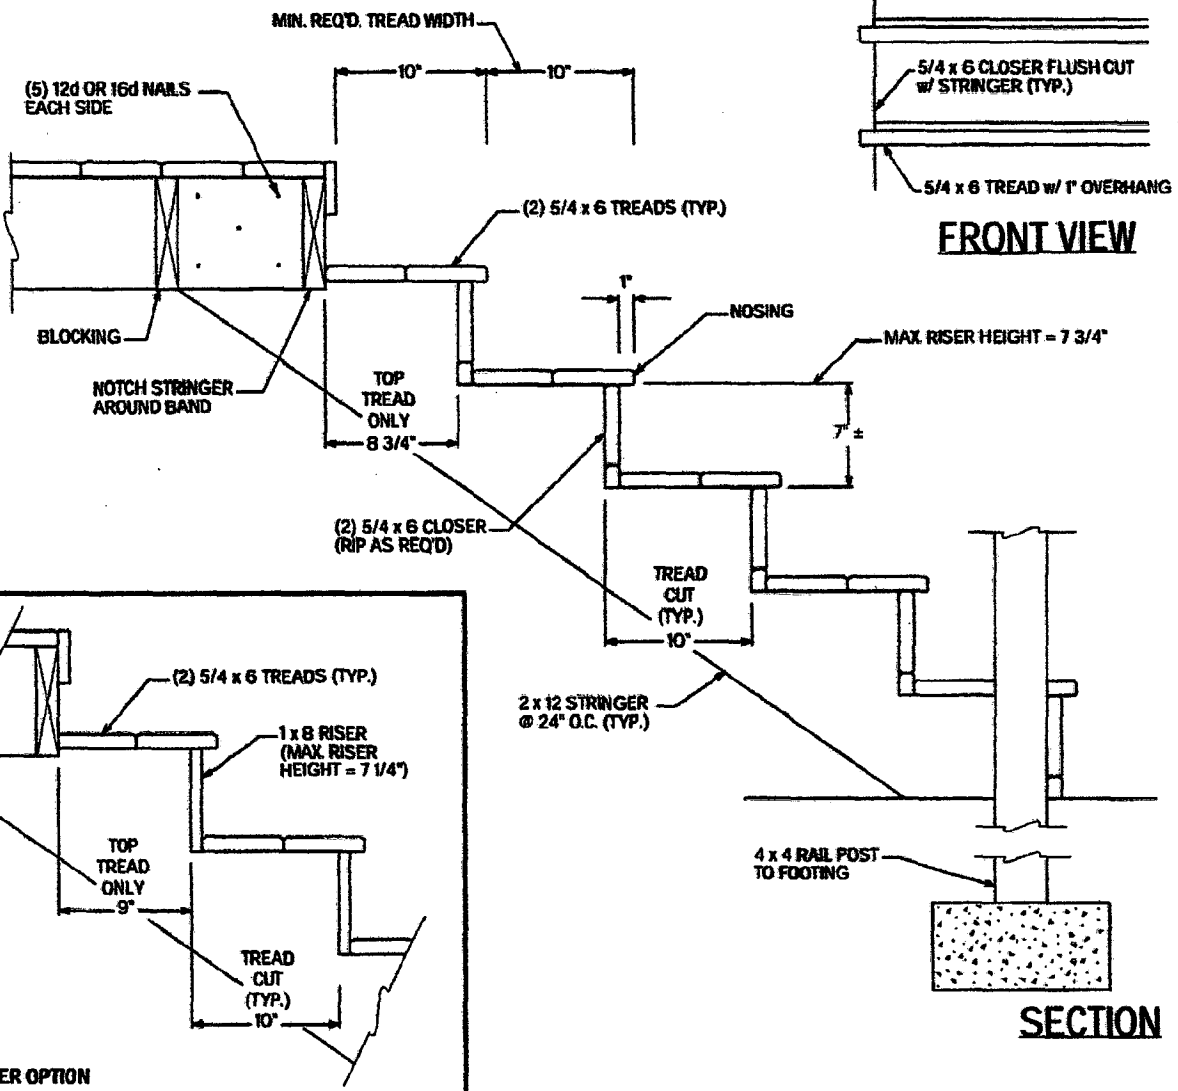 MIN. REQ'D. TREAD WIDTH
10"
10"
(5) 12d OR 16d NAILS
EACH SIDE
5/4 x 6 CLOSER FLUSH CUT
w/ STRINGER (TYP.)
5/4 x 6 TREAD w/ 1" OVERHANG
FRONT VIEW
(2) 5/4 x 6 TREADS (TYP.)
1"
NOSING
BLOCKING
MAX. RISER HEIGHT = 7 3/4"
NOTCH STRINGER
AROUND BAND
TOP
TREAD
ONLY
8 3/4"
7" ±
(2) 5/4 x 6 CLOSER
(RIP AS REQ'D)
TREAD
CUT
(TYP.)
10"
2 x 12 STRINGER
@ 24" O.C. (TYP.)
(2) 5/4 x 6 TREADS (TYP.)
1 x 8 RISER
(MAX. RISER
HEIGHT = 7 1/4")
TOP
TREAD
ONLY
9"
TREAD
CUT
(TYP.)
10"
4 x 4 RAIL POST
TO FOOTING
SECTION
ER OPTION